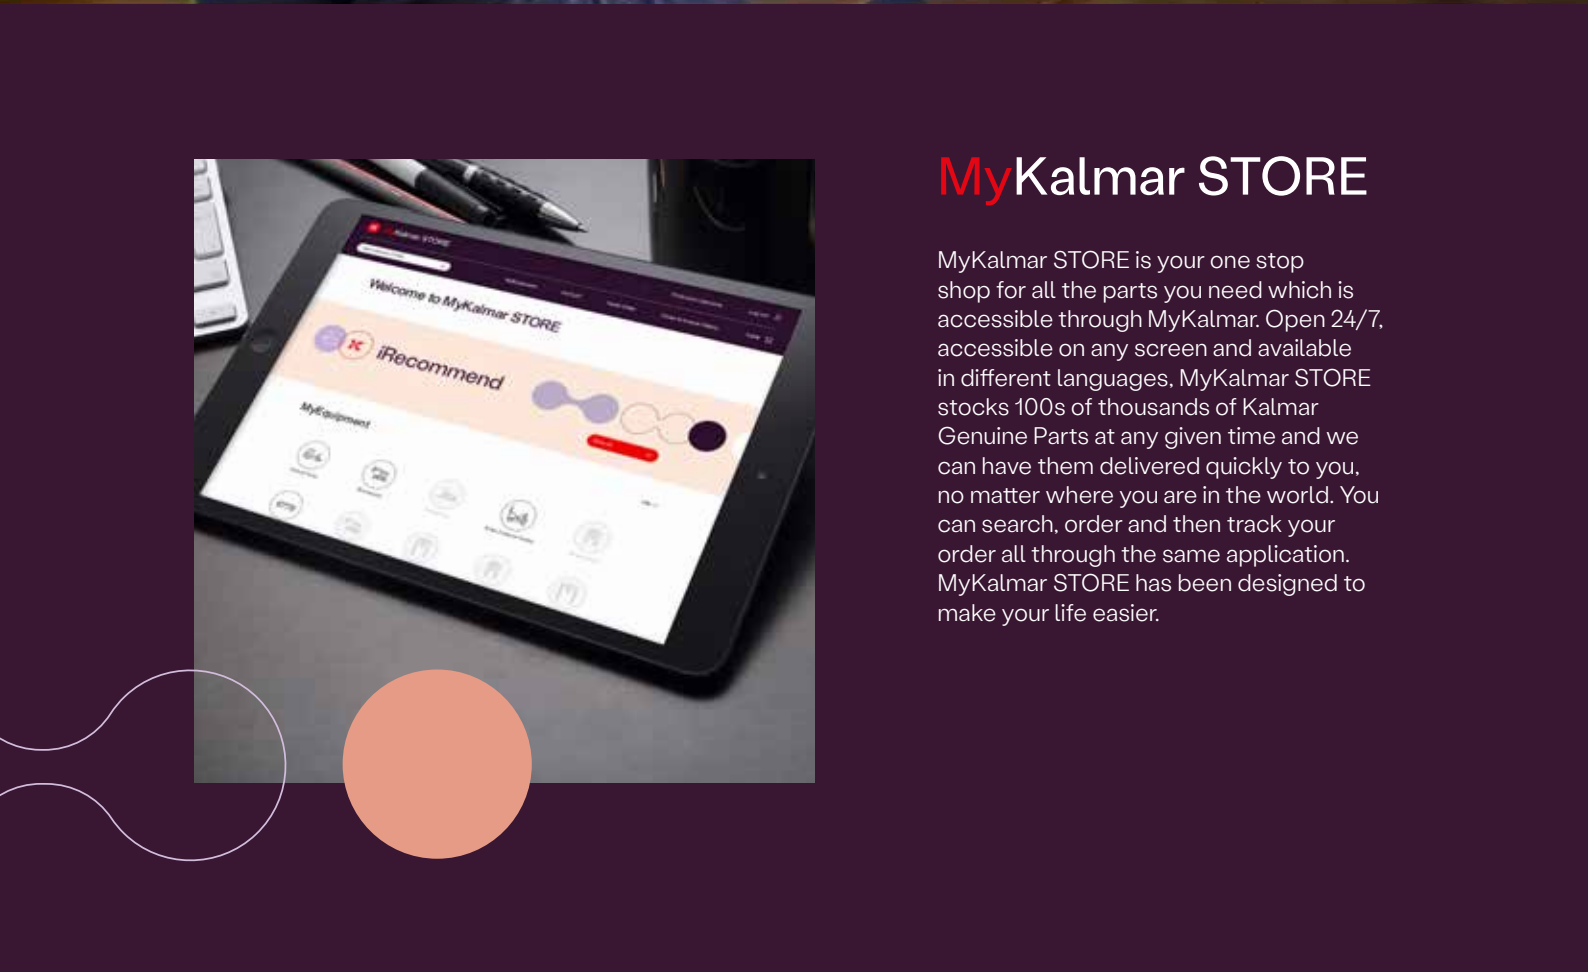 MyKalmar STORE
MyKalmar STORE is your one stop
shop for all the parts you need which is
accessible through MyKalmar. Open 24/7,
accessible on any screen and available
in different languages, MyKalmar STORE
stocks 100s of thousands of Kalmar
Genuine Parts at any given time and we
can have them delivered quickly to you,
no matter where you are in the world. You
can search, order and then track your
order all through the same application.
MyKalmar STORE has been designed to
make your life easier.
MyKalmar STORE
Welcome to MyKalmar STORE
iRecommend
MyEquipment